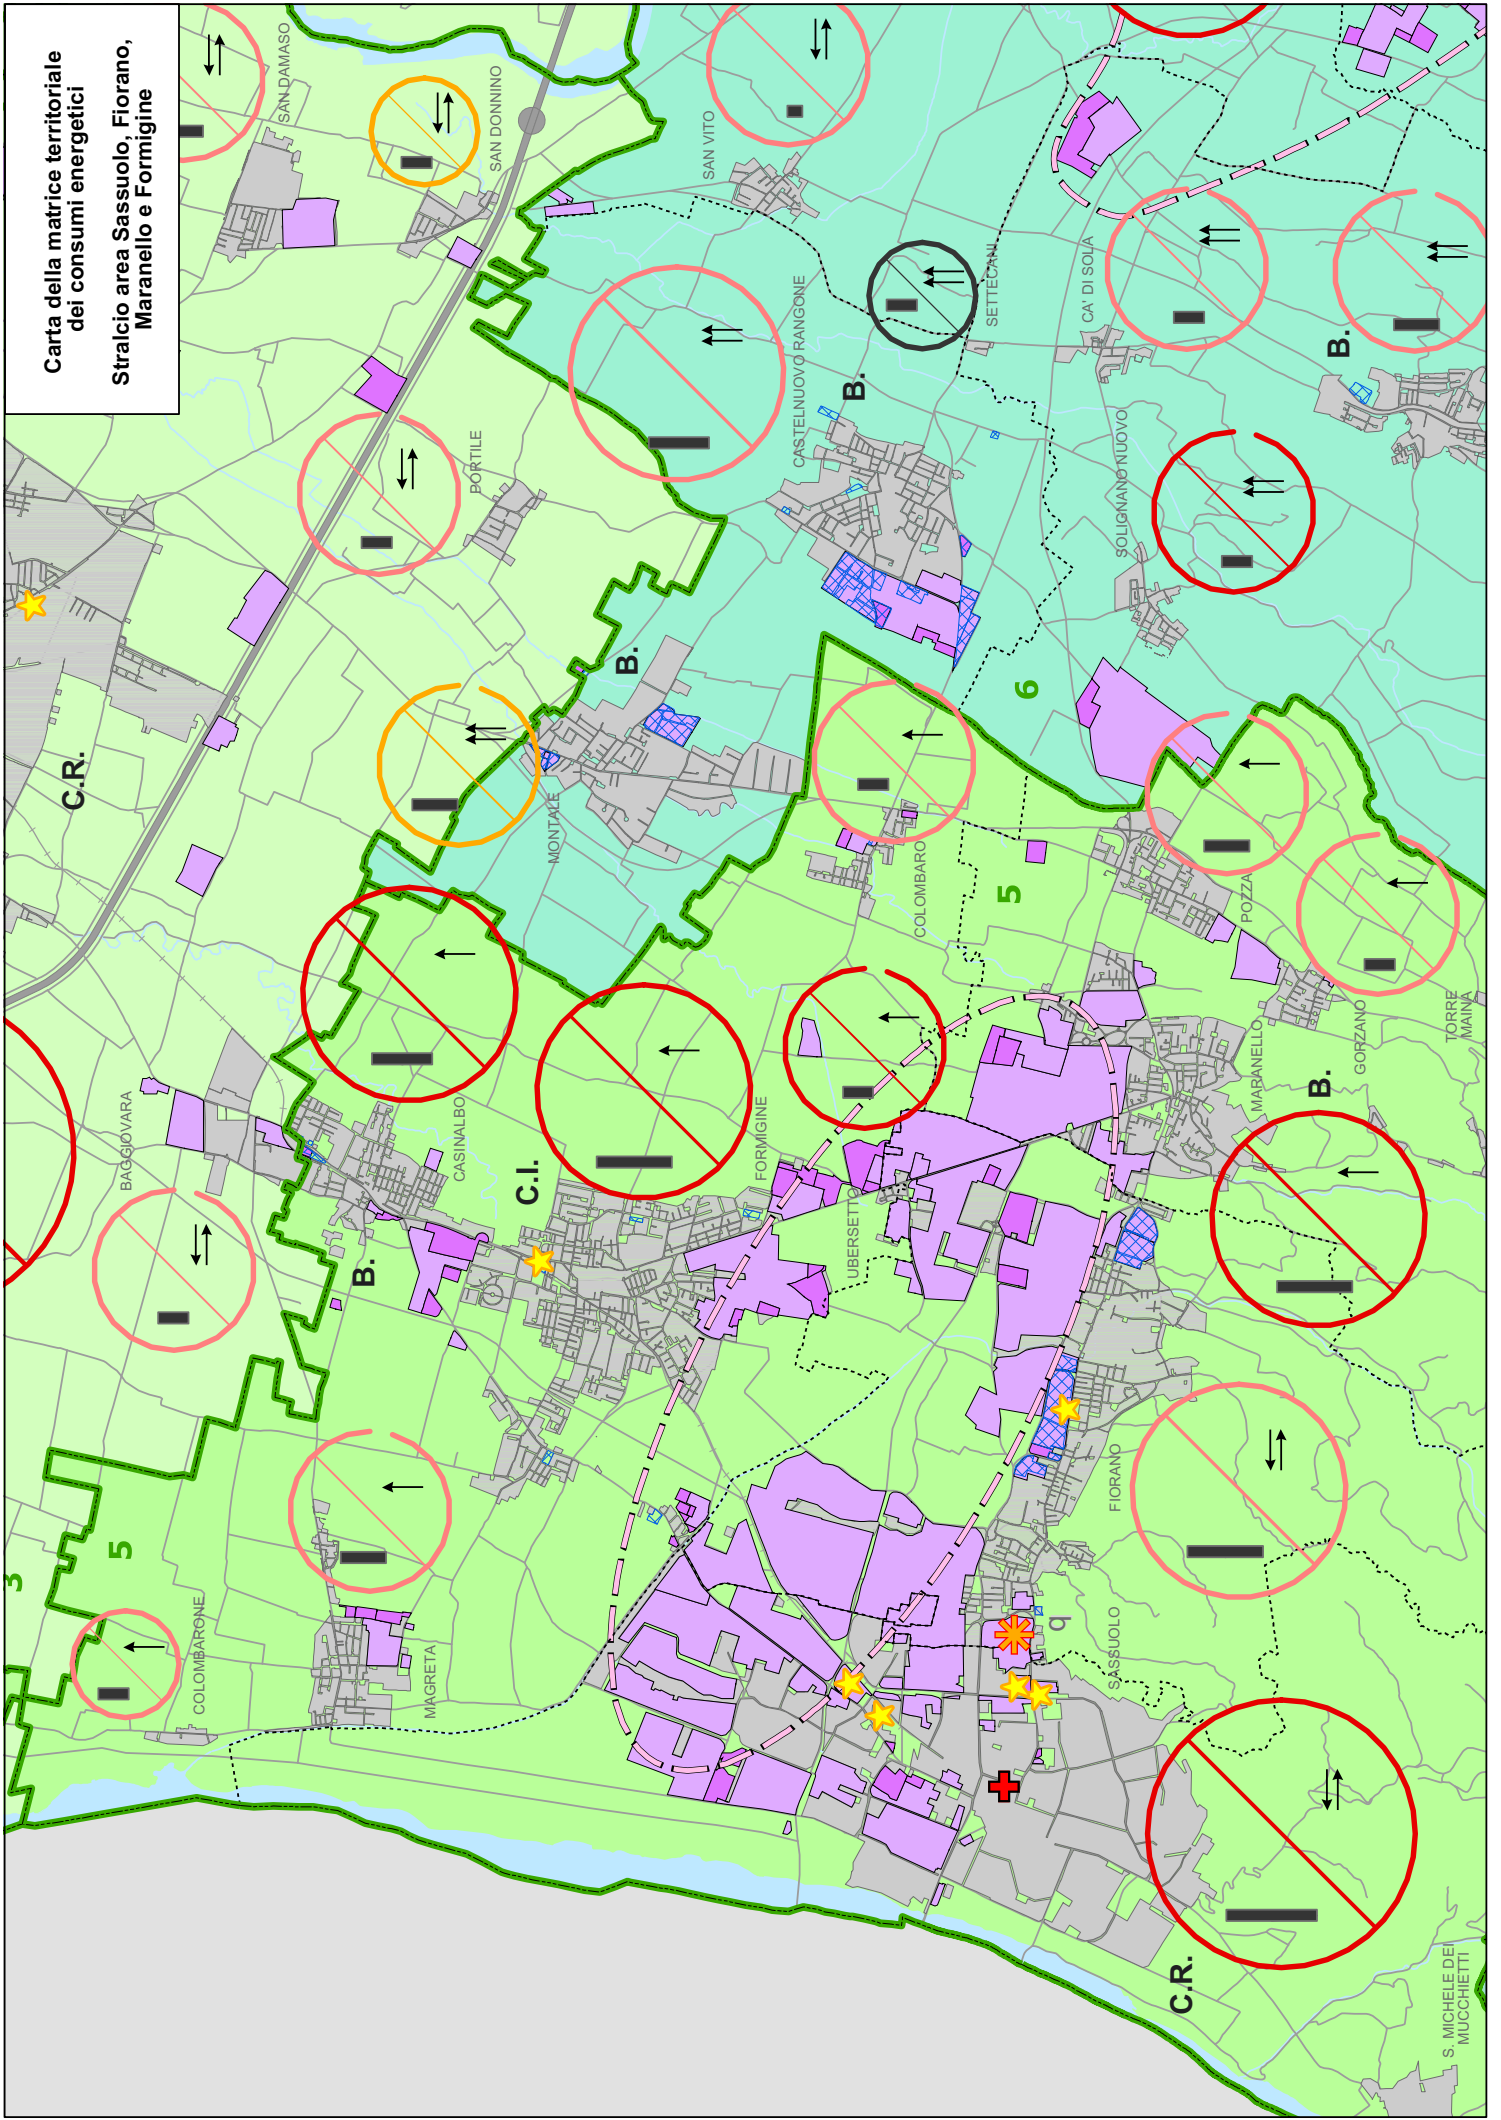 Carta della matrice territoriale
dei consumi energetici
Stralcio area Sassuolo, Fiorano,
Maranello e Formigine
SAN DAMASO
SAN DONNINO
SAN VITO
CASTELNUOVO RANGONE
SETTECANI
CA' DI SOLA
B.
B.
PORTILE
SOLIGNANO NUOVO
C.R.
B.
6
MONTALE
COLOMBARO
5
POZZA
BAGGIOVARA
CASINALBO
C.I.
FORMIGINE
MARANELLO
GORZANO
TORRE
MAINA
B.
B.
UBERSETTO
3
5
FIORANO
COLOMBARONE
MAGRETA
q
SASSUOLO
C.R.
S. MICHELE DEI
MUCCHIETTI